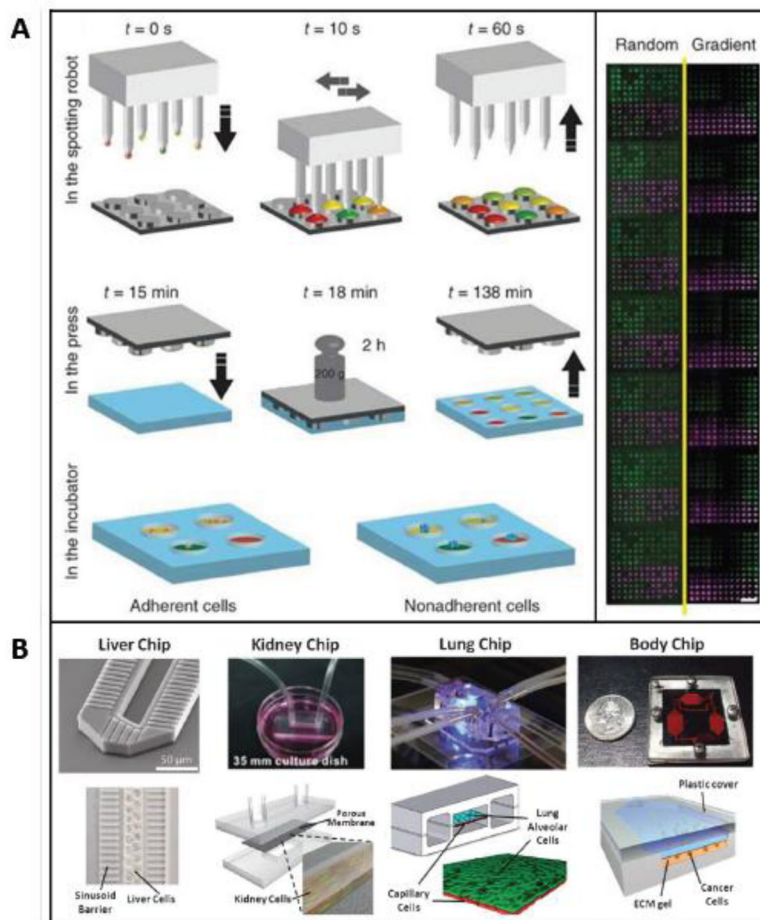 A
t = 0 s
t = 10 s
t = 60 s
In the spotting robot
Random
Gradient
t = 15 min
t = 18 min
t = 138 min
In the press
200 g
2 h
In the incubator
Adherent cells
Nonadherent cells
B
Liver Chip
Kidney Chip
Lung Chip
Body Chip
50 µm
35 mm culture dish
Sinusoid
Barrier
Liver Cells
Porous
Membrane
Kidney Cells
Lung
Alveolar
Cells
Capillary
Cells
Plastic cover
ECM gel
Cancer
Cells